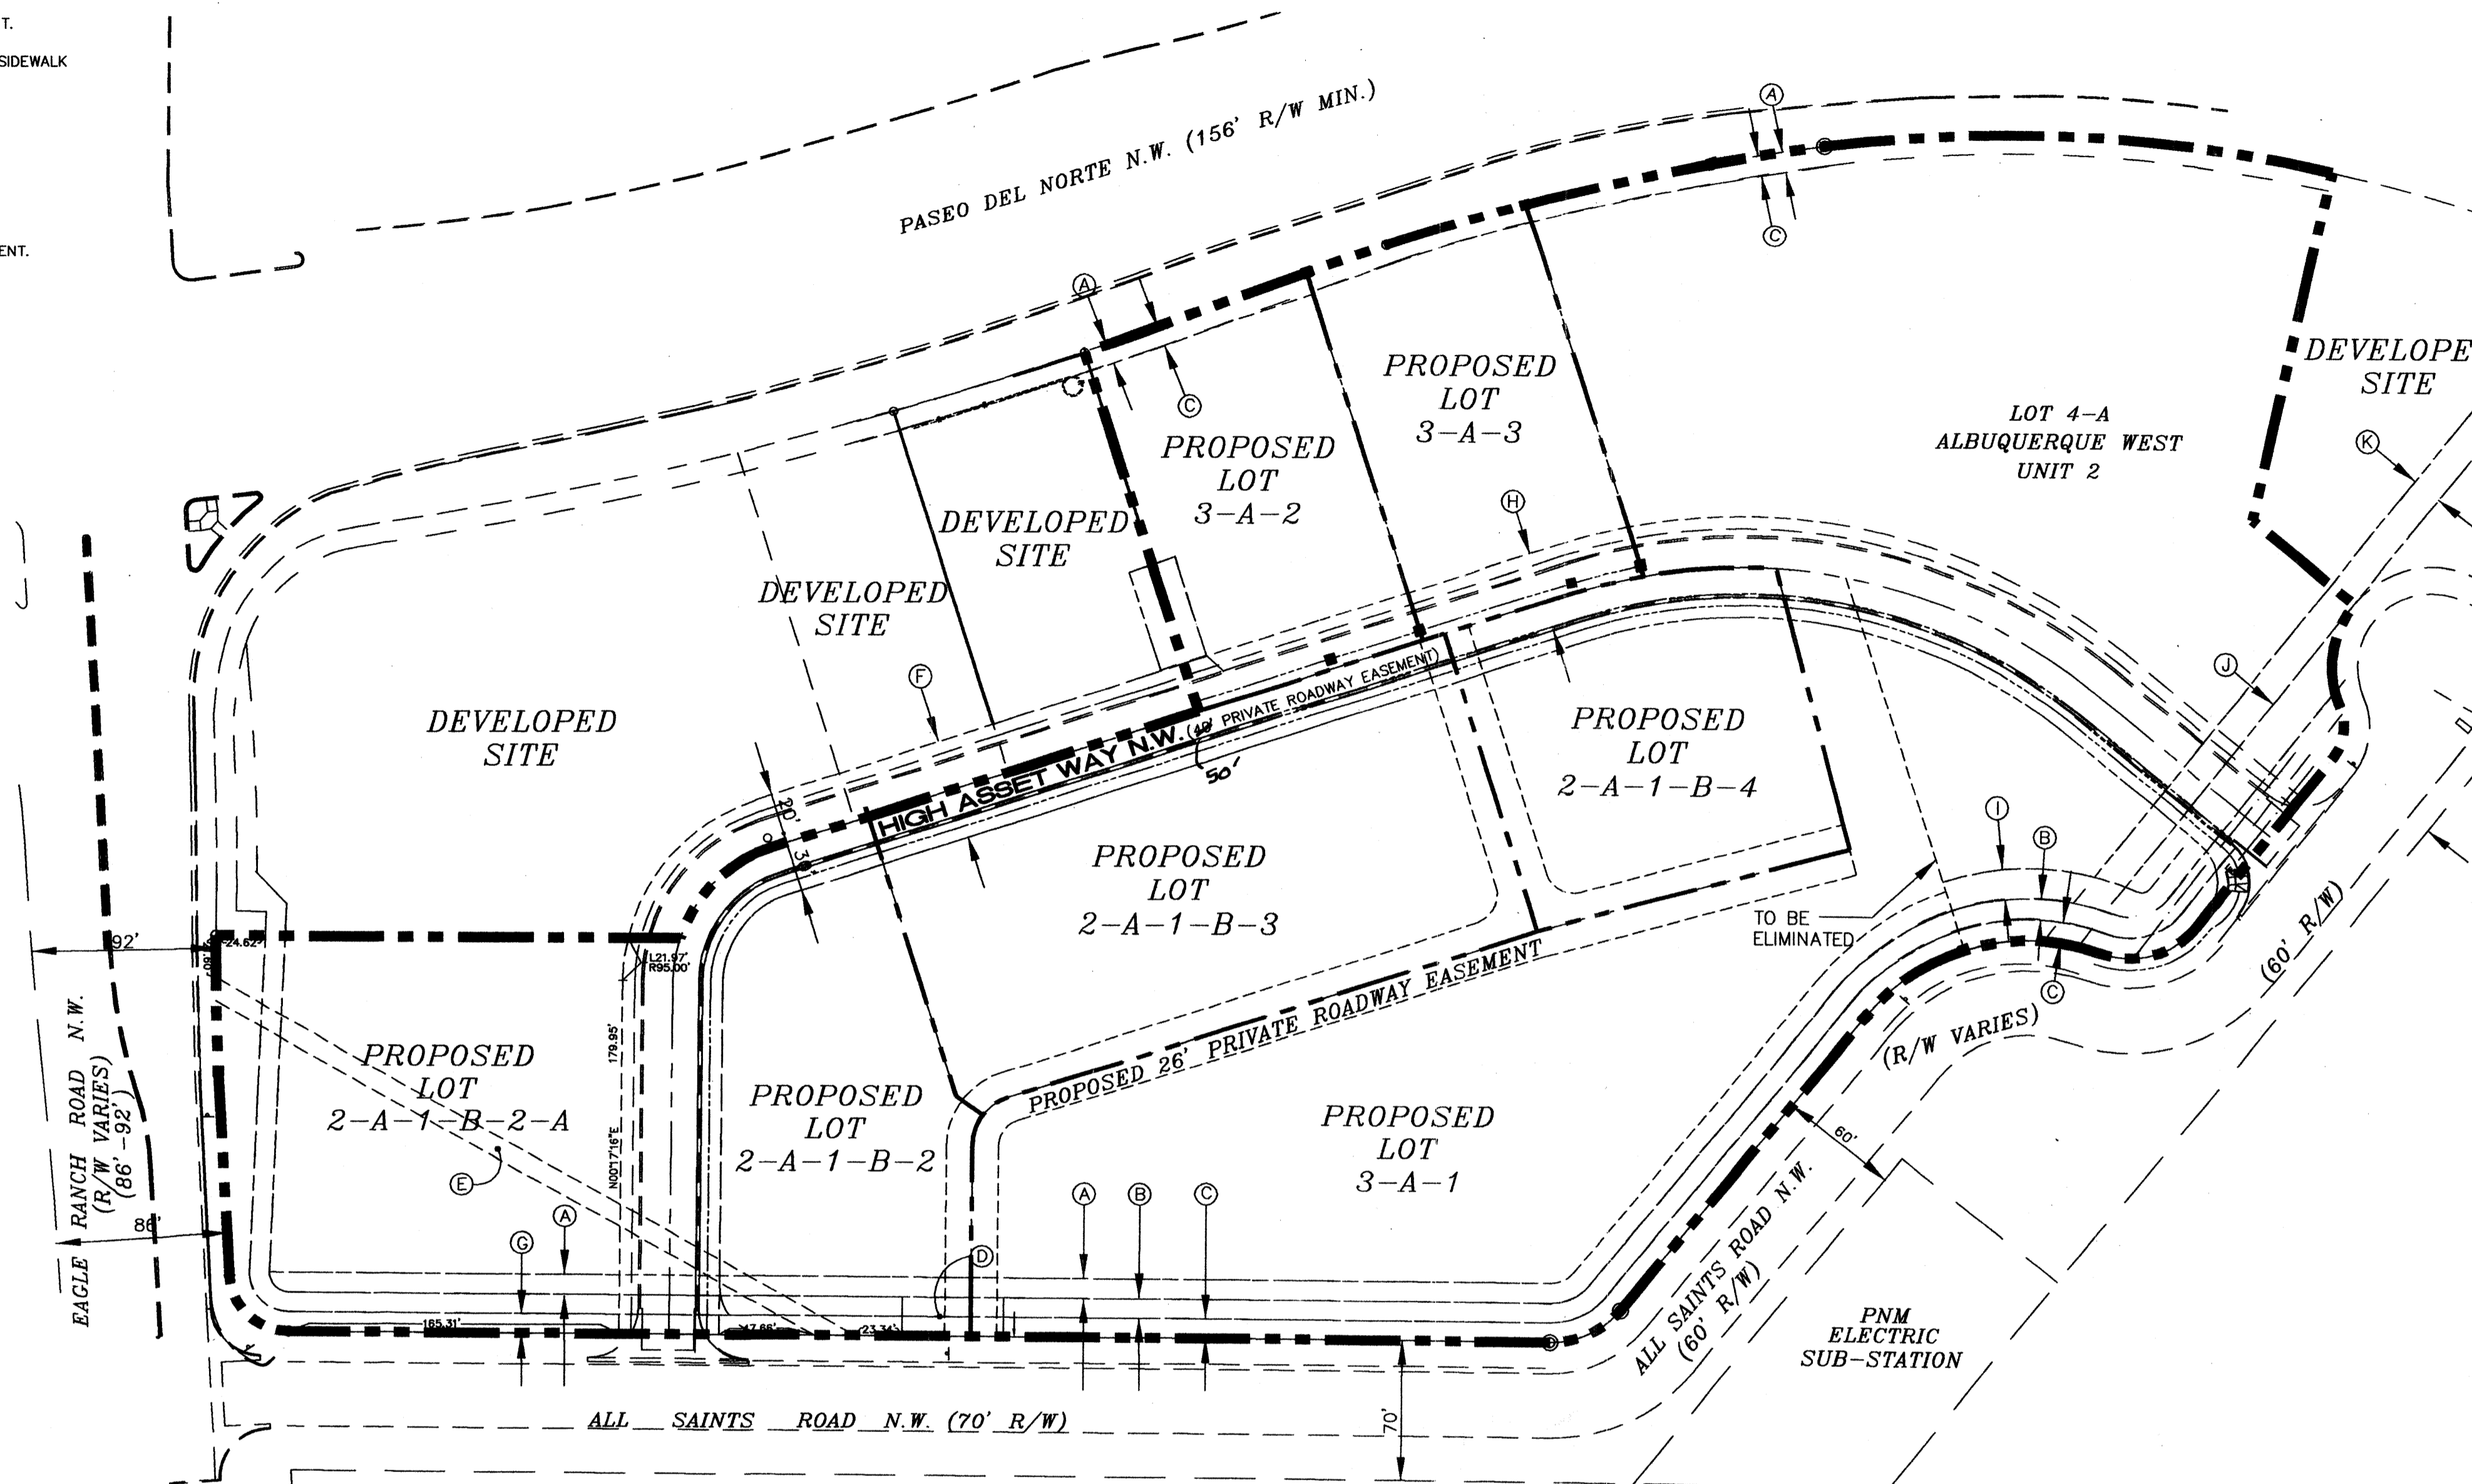 T.
SIDEWALK
ENT.
PASEO DEL NORTE N.W. (156' R/W MIN.)
A
C
A
C
PROPOSED
LOT
3-A-3
PROPOSED
LOT
3-A-2
H
LOT 4-A
ALBUQUERQUE WEST
UNIT 2
DEVELOPE
SITE
K
DEVELOPED
SITE
DEVELOPED
SITE
DEVELOPED
SITE
F
J
HIGH ASSET WAY N.W.
PRIVATE ROADWAY EASEMENT)
50'
20'
PROPOSED
LOT
2-A-1-B-4
PROPOSED
LOT
2-A-1-B-3
I
B
C
TO BE
ELIMINATED
(60' R/W)
(R/W VARIES)
92'
24.62'
L21.97'
R95.00'
179.95'
N00°17'16"E
EAGLE RANCH ROAD N.W.
(R/W VARIES)
(86'-92')
86'
PROPOSED
LOT
2-A-1-B-2-A
E
PROPOSED
LOT
2-A-1-B-2
PROPOSED 26' PRIVATE ROADWAY EASEMENT
PROPOSED
LOT
3-A-1
60'
G
A
D
A
B
C
165.31'
47.66'
23.34'
ALL SAINTS ROAD N.W.
(60' R/W)
PNM
ELECTRIC
SUB-STATION
ALL SAINTS ROAD N.W. (70' R/W)
70'